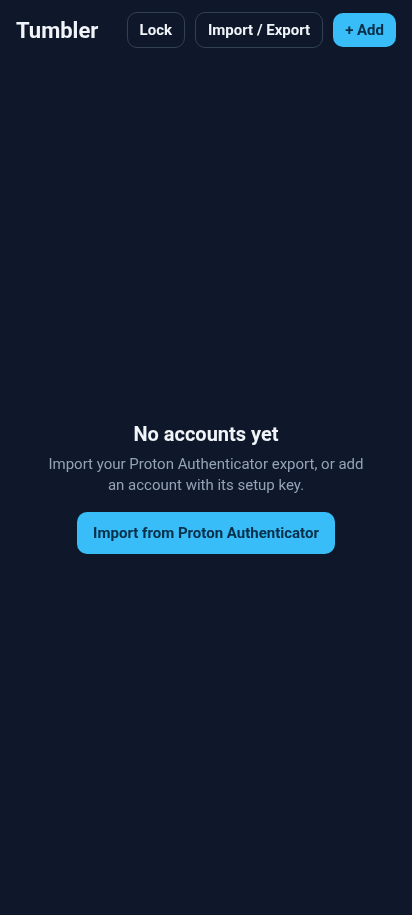 Tumbler
Lock
Import / Export
+ Add
No accounts yet
Import your Proton Authenticator export, or add
an account with its setup key.
Import from Proton Authenticator